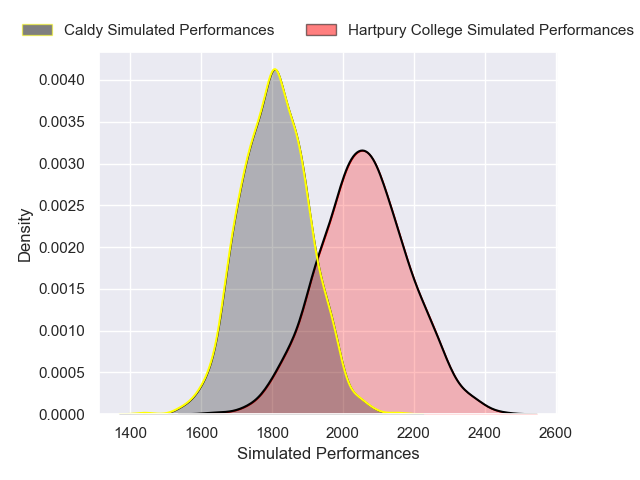 Caldy Simulated Performances
Hartpury College Simulated Performances
0.0040
0.0035
0.0030
0.0025
0.0020
0.0015
0.0010
0.0005
0.0000
Density
1400 1600 1800 2000 2200 2400 2600
Simulated Performances